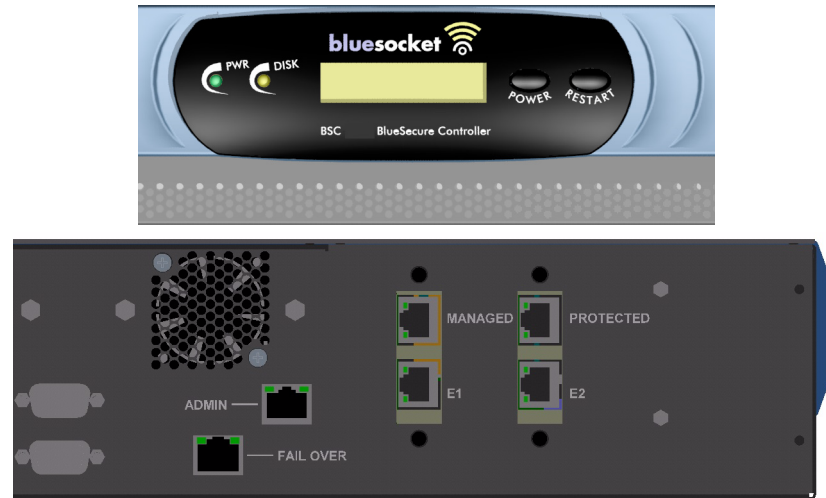 bluesocket
PWR
DISK
POWER
RESTART
BSC BlueSecure Controller
MANAGED
PROTECTED
E1
E2
ADMIN
FAIL OVER